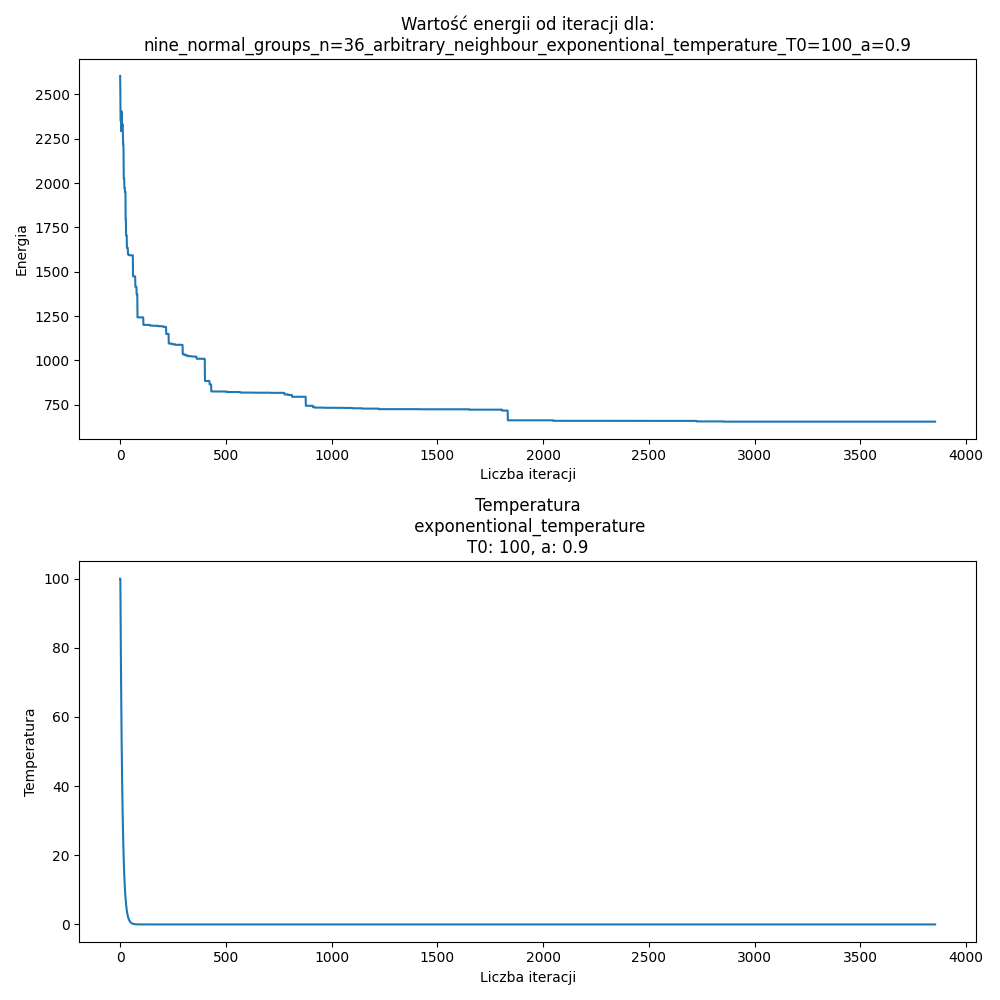 Wartość energii od iteracji dla:
nine_normal_groups_n=36_arbitrary_neighbour_exponentional_temperature_T0=100_a=0.9
2500
2250
2000
1750
1500
1250
1000
750
Energia
0 500 1000 1500 2000 2500 3000 3500 4000
Liczba iteracji
Temperatura
exponentional_temperature
T0: 100, a: 0.9
100
80
60
40
20
0
Temperatura
0 500 1000 1500 2000 2500 3000 3500 4000
Liczba iteracji